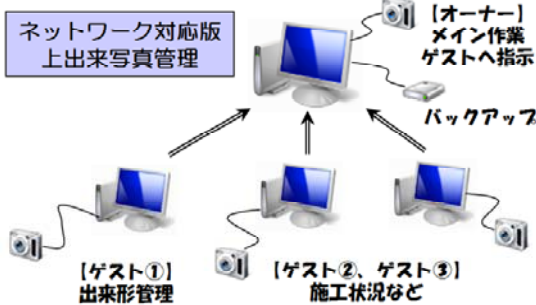 ネットワーク対応版
上出来写真管理
【オーナー】
メイン作業
ゲストへ指示
バックアップ
【ゲスト①】
出来形管理
【ゲスト②、ゲスト③】
施工状況など